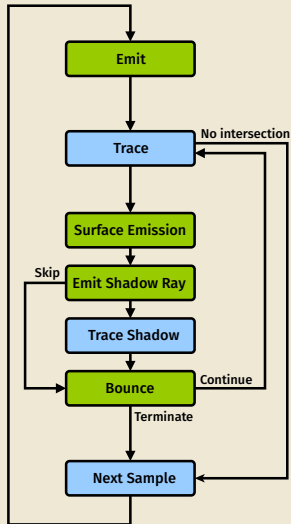 Emit
No intersection
Trace
Surface Emission
Skip
Emit Shadow Ray
Trace Shadow
Bounce
Continue
Terminate
Next Sample